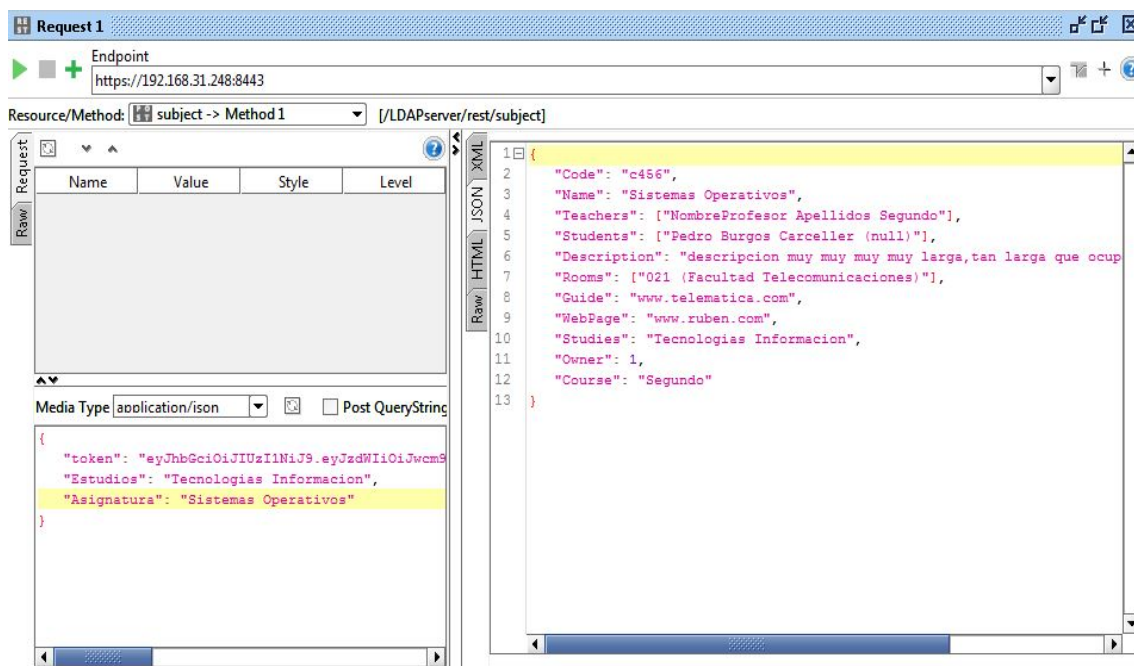 Request 1
Endpoint
https://192.168.31.248:8443
Resource/Method: subject -> Method 1 [/LDAPserver/rest/subject]
Request
Raw
Name Value Style Level
Media Type application/json Post QueryString
{
"token": "eyJhbGciOiJIUzI1NiJ9.eyJzdWIiOiJwcm9
"Estudios": "Tecnologias Informacion",
"Asignatura": "Sistemas Operativos"
}
XML
JSON
HTML
Raw
1 {
2 "Code": "c456",
3 "Name": "Sistemas Operativos",
4 "Teachers": ["NombreProfesor Apellidos Segundo"],
5 "Students": ["Pedro Burgos Carceller (null)"],
6 "Description": "descripcion muy muy muy muy larga,tan larga que ocup
7 "Rooms": ["021 (Facultad Telecomunicaciones)"],
8 "Guide": "www.telematica.com",
9 "WebPage": "www.ruben.com",
10 "Studies": "Tecnologias Informacion",
11 "Owner": 1,
12 "Course": "Segundo"
13 }